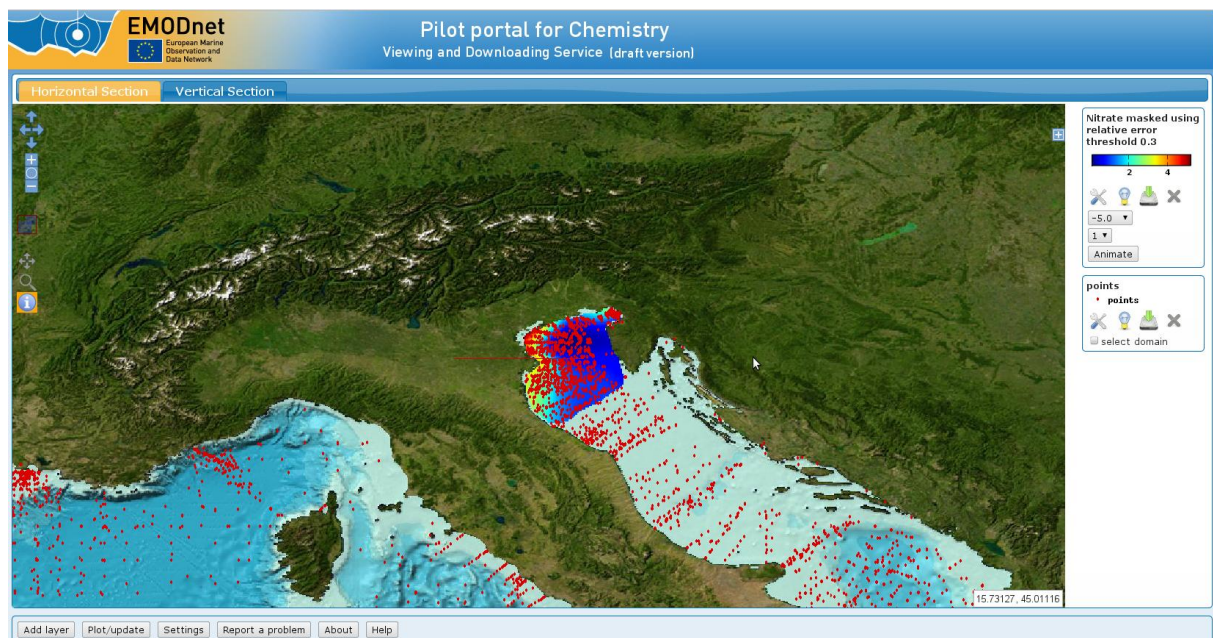 EMODnet
European Marine
Observation and
Data Network
Pilot portal for Chemistry
Viewing and Downloading Service (draft version)
Horizontal Section
Vertical Section
Nitrate masked using
relative error
threshold 0.3
2 4
-5.0
1
Animate
points
points
select domain
15.73127, 45.01116
Add layer
Plot/update
Settings
Report a problem
About
Help